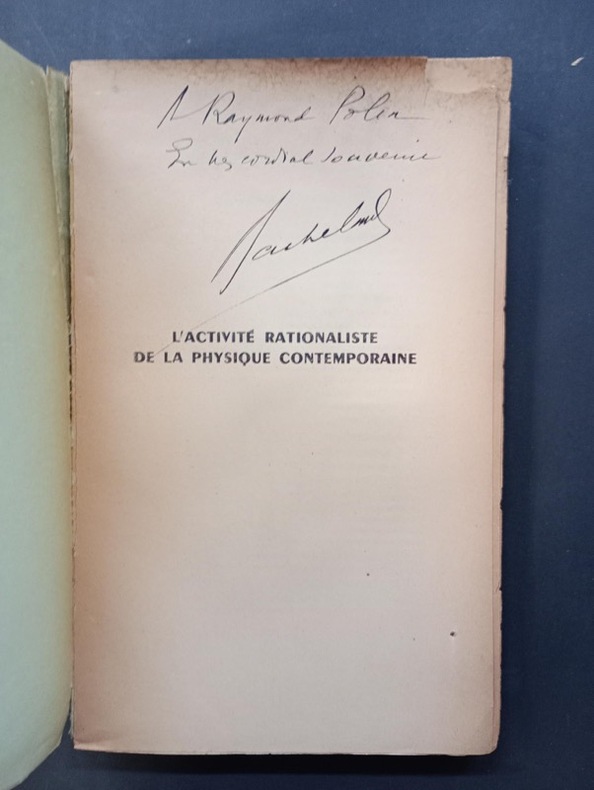 A Raymond Polin
En très cordial souvenir
Bachelard
L'ACTIVITÉ RATIONALISTE
DE LA PHYSIQUE CONTEMPORAINE